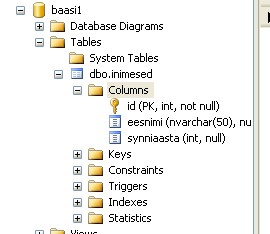 baasi1
Database Diagrams
Tables
System Tables
dbo.inimesed
Columns
id (PK, int, not null)
eesnimi (nvarchar(50), nu
synniaasta (int, null)
Keys
Constraints
Triggers
Indexes
Statistics
Views